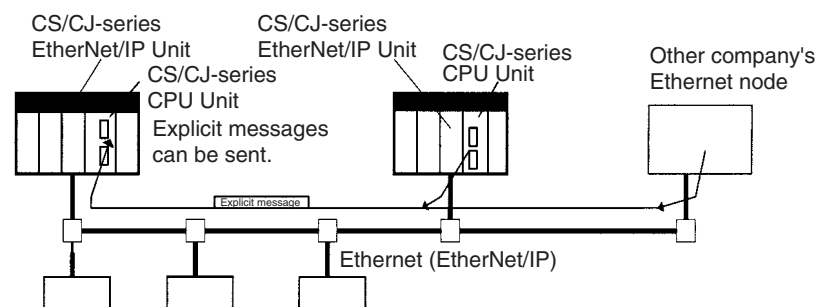 CS/CJ-series
EtherNet/IP Unit
CS/CJ-series
CPU Unit
Explicit messages
can be sent.
CS/CJ-series
EtherNet/IP Unit
CS/CJ-series
CPU Unit
Other company's
Ethernet node
Explicit message
Ethernet (EtherNet/IP)